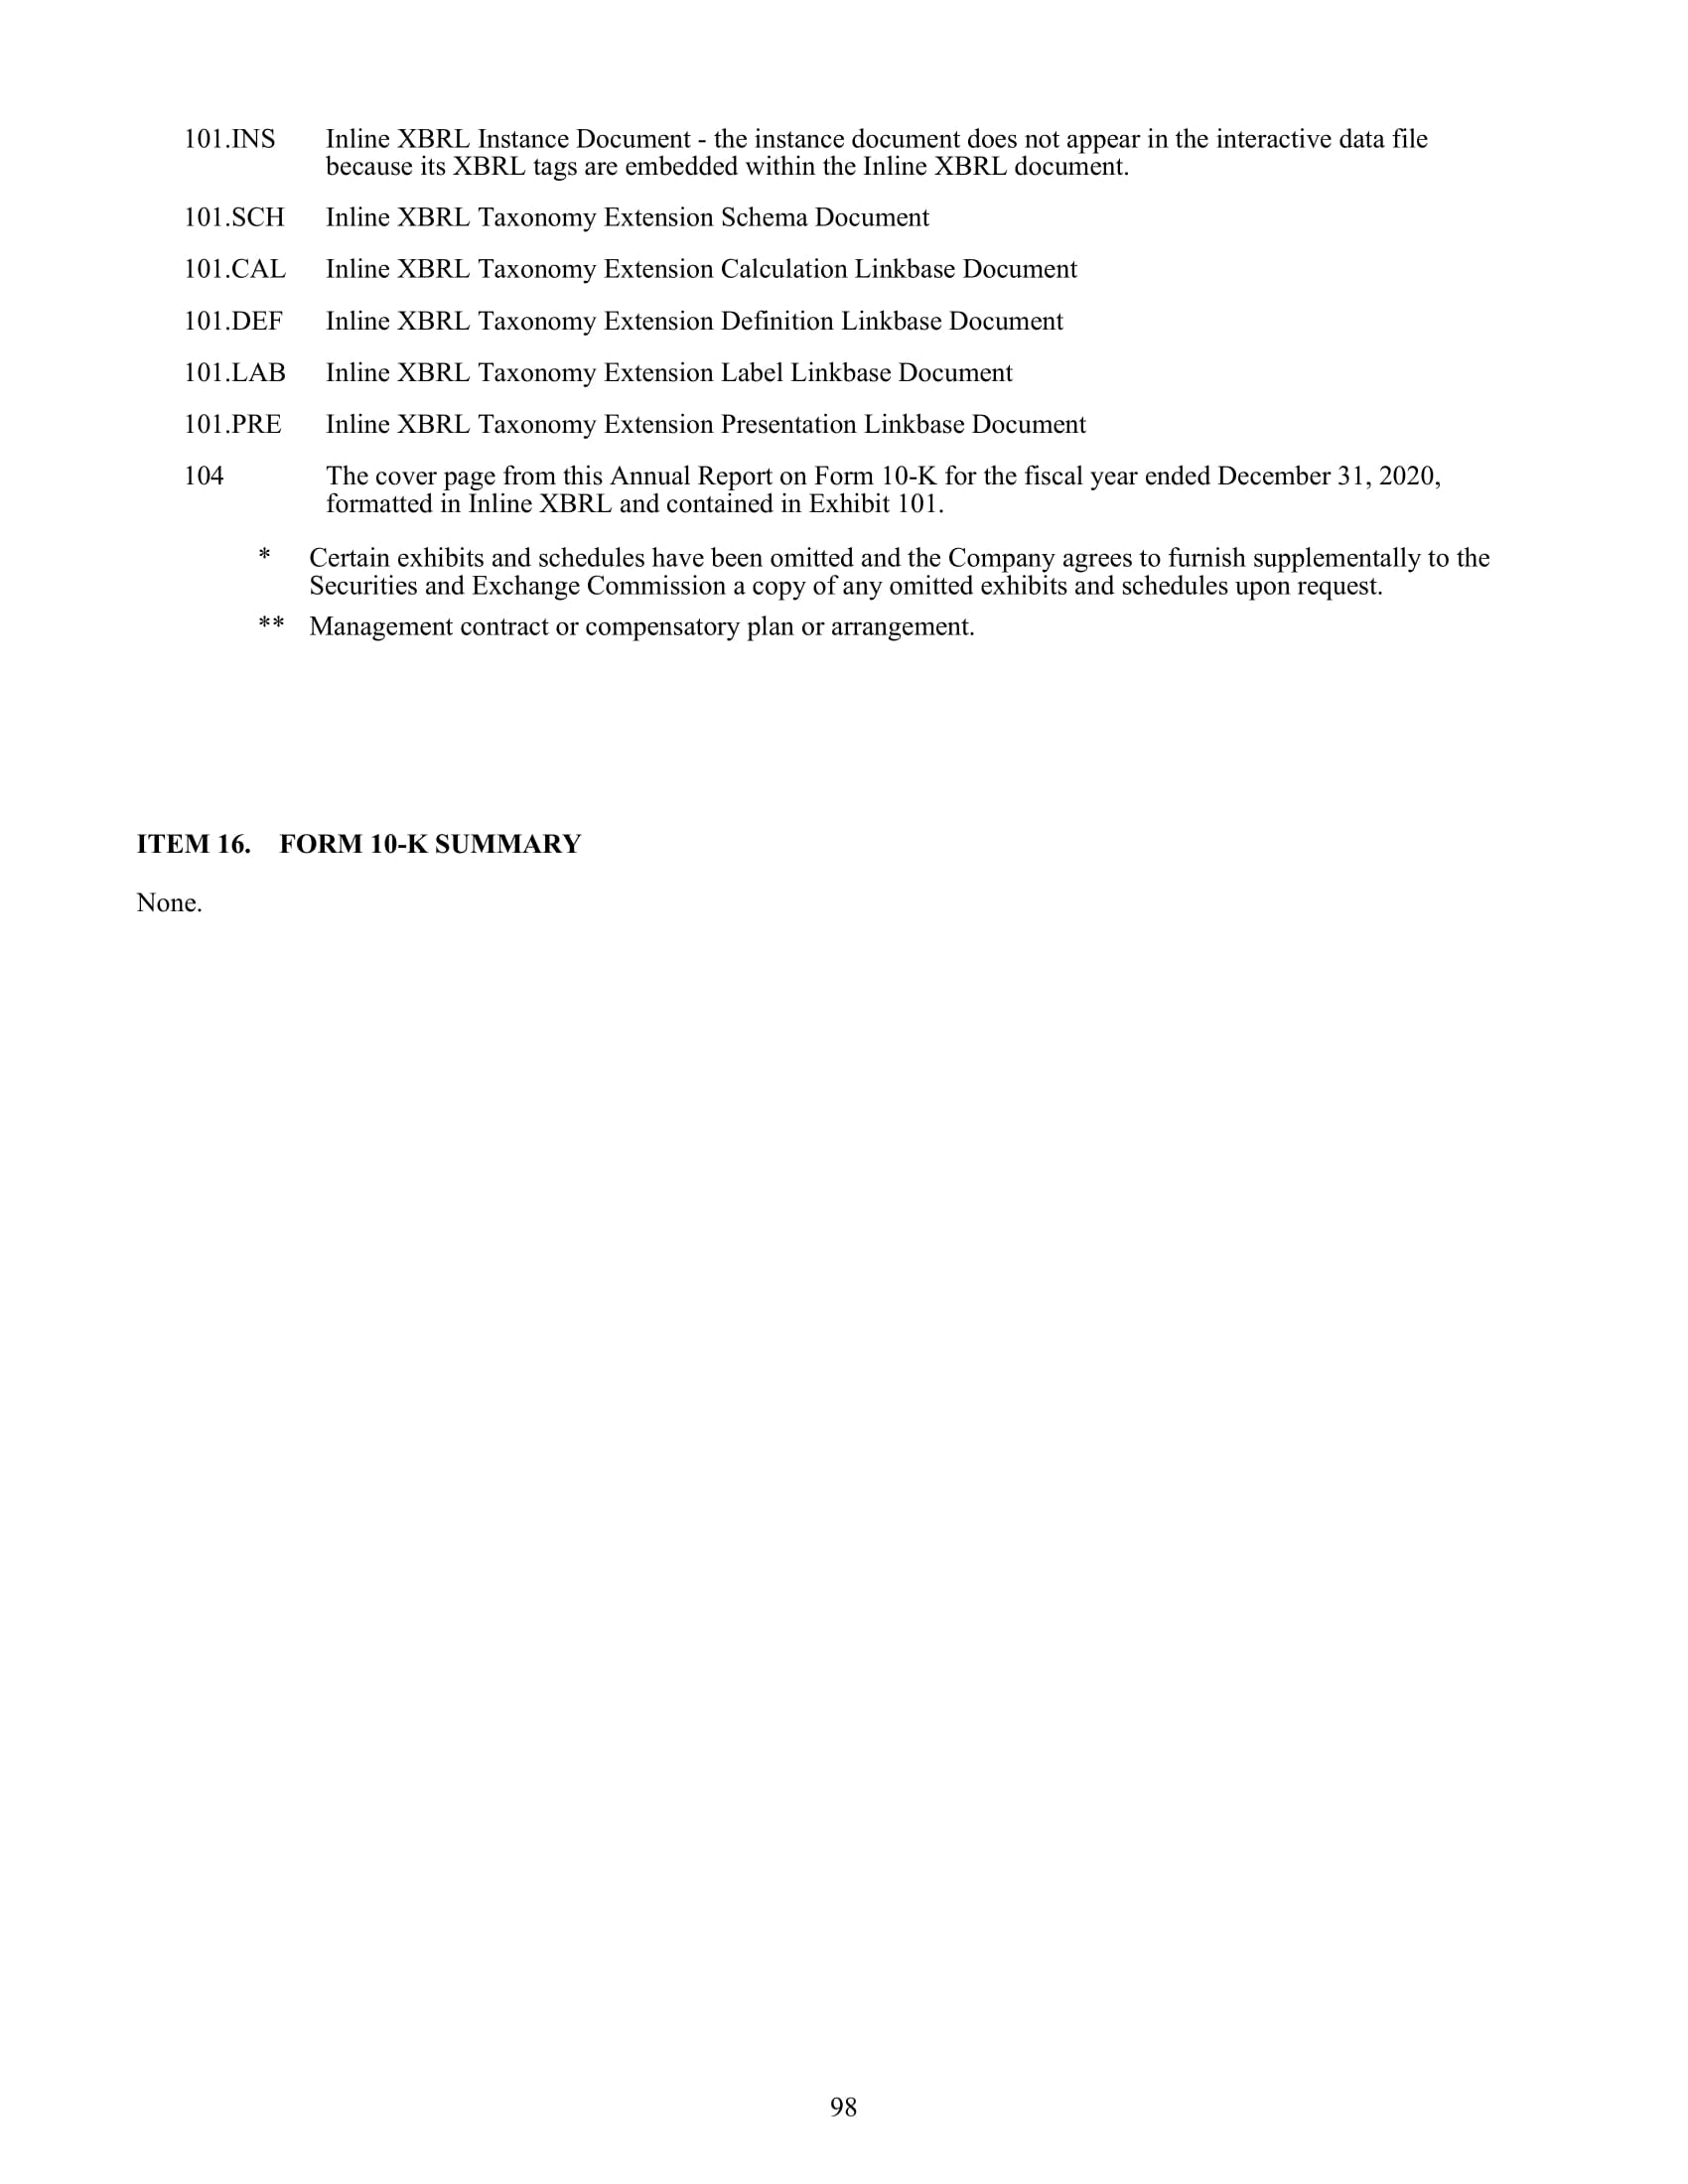 101.INS Inline XBRL Instance Document - the instance document does not appear in the interactive data file
because its XBRL tags are embedded within the Inline XBRL document.
101.SCH Inline XBRL Taxonomy Extension Schema Document
101.CAL Inline XBRL Taxonomy Extension Calculation Linkbase Document
101.DEF Inline XBRL Taxonomy Extension Definition Linkbase Document
101.LAB Inline XBRL Taxonomy Extension Label Linkbase Document
101.PRE Inline XBRL Taxonomy Extension Presentation Linkbase Document
104 The cover page from this Annual Report on Form 10-K for the fiscal year ended December 31, 2020,
formatted in Inline XBRL and contained in Exhibit 101.
* Certain exhibits and schedules have been omitted and the Company agrees to furnish supplementally to the
Securities and Exchange Commission a copy of any omitted exhibits and schedules upon request.
** Management contract or compensatory plan or arrangement.
ITEM 16. FORM 10-K SUMMARY
None.
98